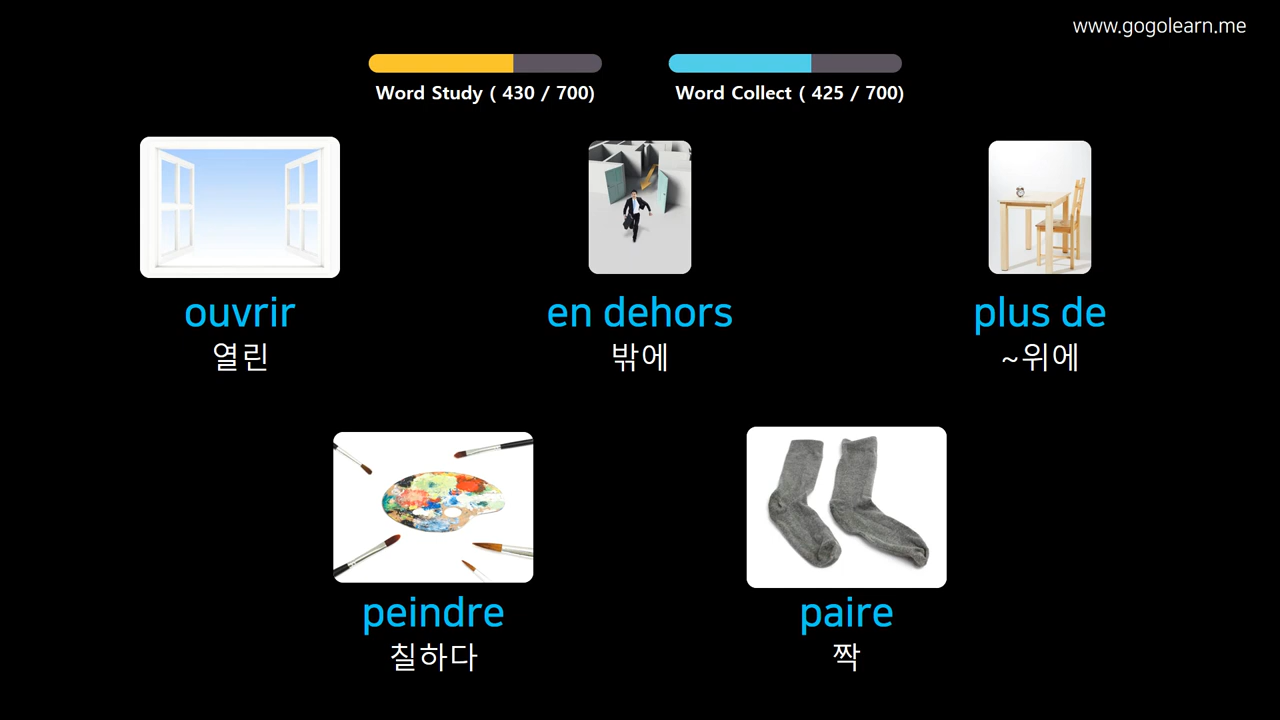 www.gogolearn.me
Word Study ( 430 / 700)
Word Collect ( 425 / 700)
ouvrir
열린
en dehors
밖에
plus de
~위에
peindre
칠하다
paire
짝